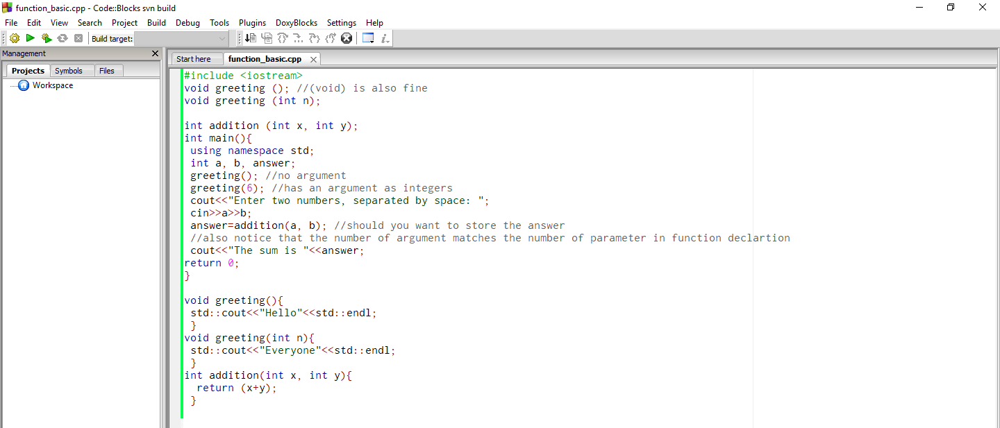 function_basic.cpp - Code::Blocks svn build
File Edit View Search Project Build Debug Tools Plugins DoxyBlocks Settings Help
Build target:
Management
Start here function_basic.cpp
Projects Symbols Files
Workspace
#include <iostream>
void greeting (); //(void) is also fine
void greeting (int n);
int addition (int x, int y);
int main(){
using namespace std;
int a, b, answer;
greeting(); //no argument
greeting(6); //has an argument as integers
cout<<"Enter two numbers, separated by space: ";
cin>>a>>b;
answer=addition(a, b); //should you want to store the answer
//also notice that the number of argument matches the number of parameter in function declartion
cout<<"The sum is "<<answer;
return 0;
}
void greeting(){
std::cout<<"Hello"<<std::endl;
}
void greeting(int n){
std::cout<<"Everyone"<<std::endl;
}
int addition(int x, int y){
return (x+y);
}